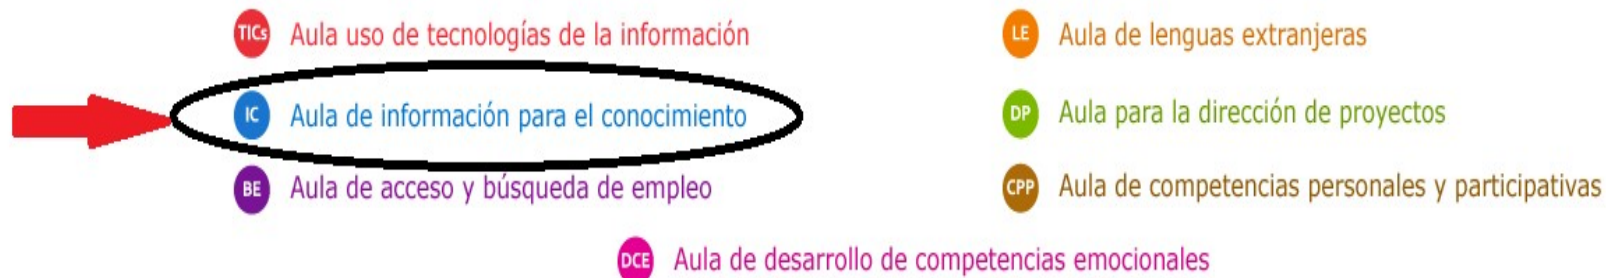 TICs Aula uso de tecnologías de la información
LE Aula de lenguas extranjeras
IC Aula de información para el conocimiento
DP Aula para la dirección de proyectos
BE Aula de acceso y búsqueda de empleo
CPP Aula de competencias personales y participativas
DCE Aula de desarrollo de competencias emocionales